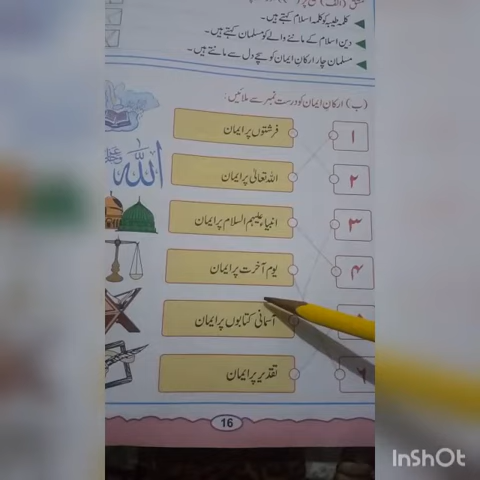 کلمہ طیبہ کو کلمہ اسلام کہتے ہیں۔
دین اسلام کے ماننے والے کو مسلمان کہتے ہیں۔
مسلمان چار ارکان ایمان کو سچے دل سے مانتے ہیں۔
(ب) ارکان ایمان کو درست نمبر سے ملائیں:
۱ فرشتوں پر ایمان
۲ اللہ تعالیٰ پر ایمان
اللہ
۳ انبیاء علیہم السلام پر ایمان
۴ یوم آخرت پر ایمان
آسمانی کتابوں پر ایمان
۶ تقدیر پر ایمان
16
InShOt